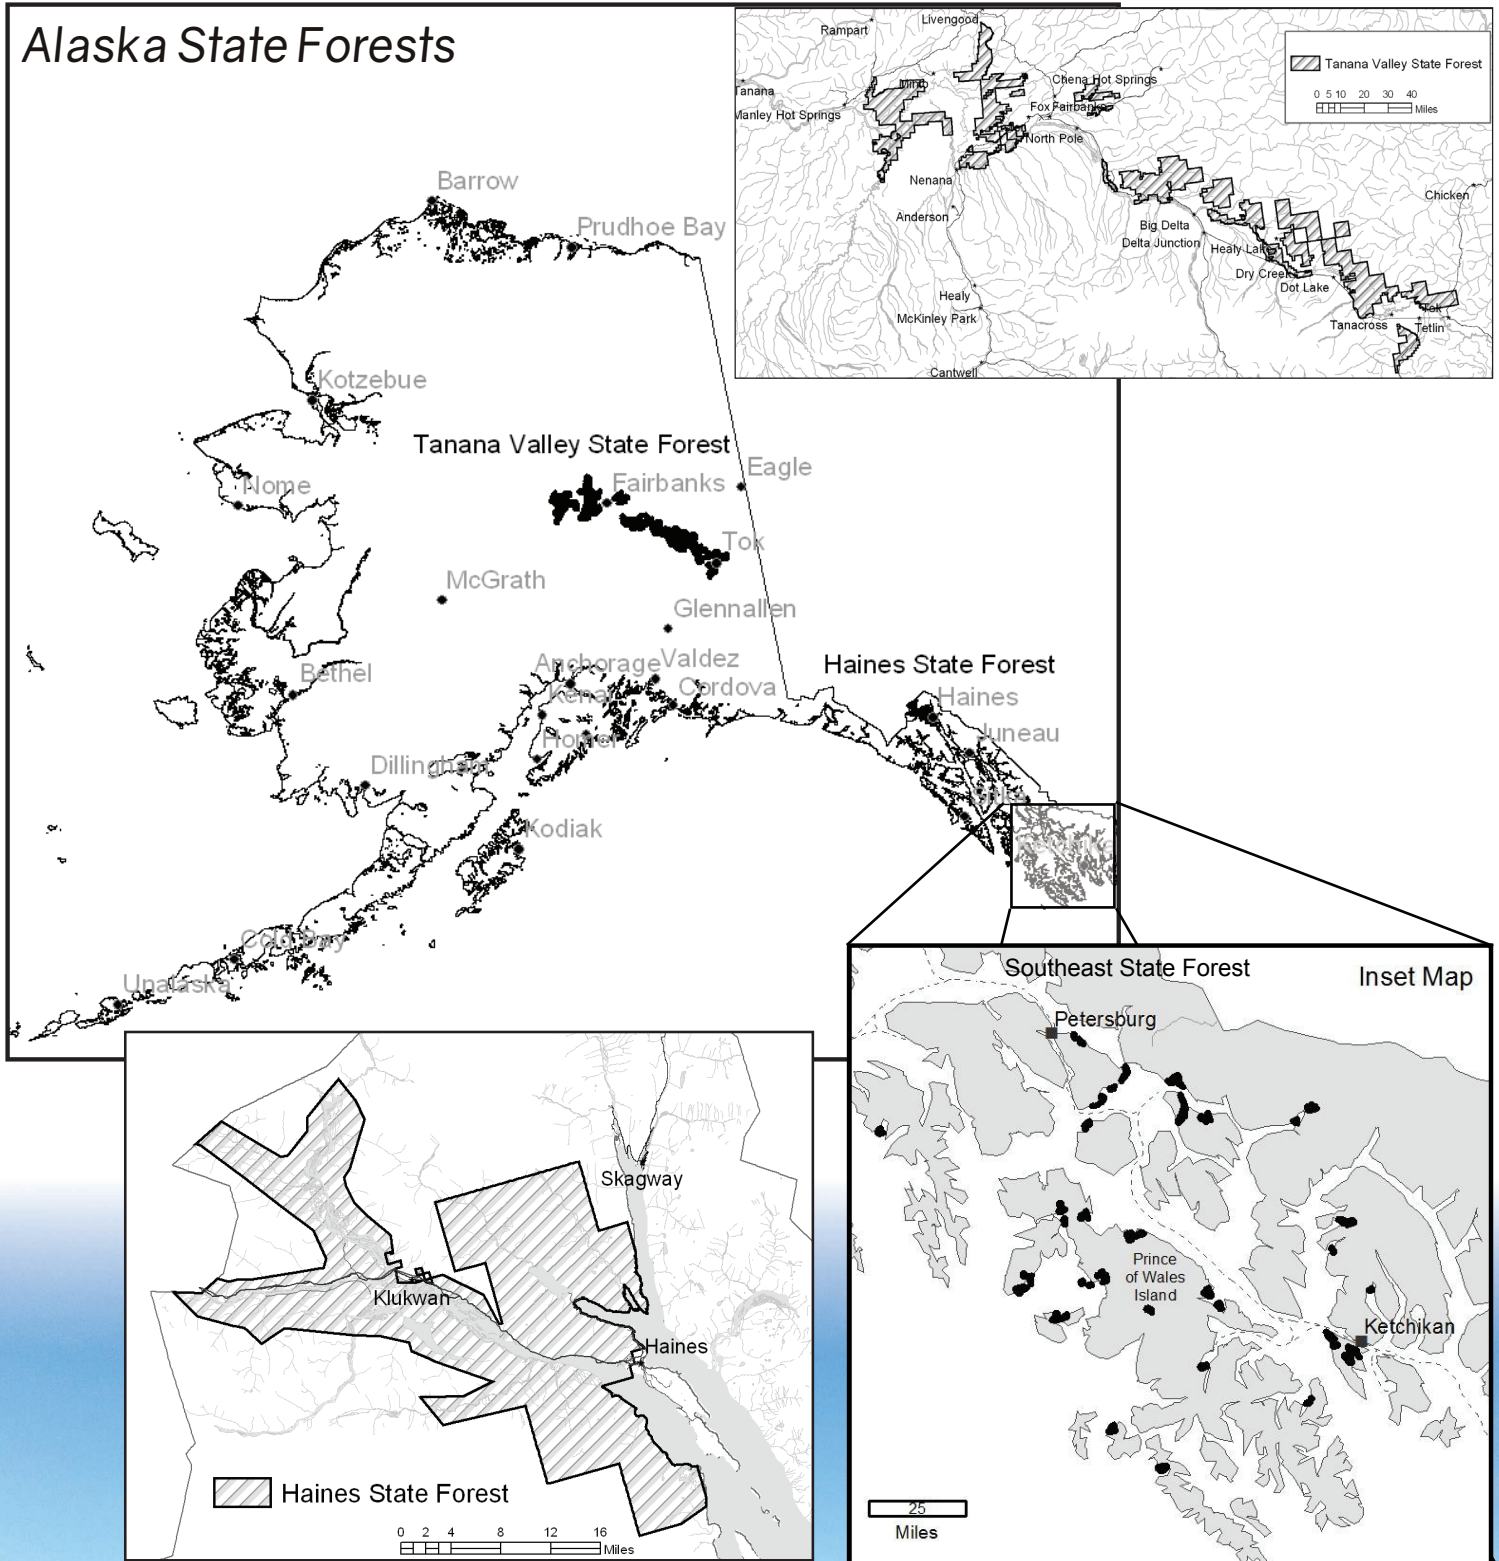 Alaska State Forests
Livengood
Rampart
Tanana Valley State Forest
Chena Hot Springs
Minto
Tanana
0 5 10 20 30 40
Miles
Fox
Fairbanks
Manley Hot Springs
North Pole
Nenana
Chicken
Anderson
Big Delta
Delta Junction
Healy Lake
Dry Creek
Dot Lake
Healy
McKinley Park
Tok
Tanacross
Tetlin
Cantwell
Barrow
Prudhoe Bay
Kotzebue
Tanana Valley State Forest
Eagle
Fairbanks
Nome
Tok
McGrath
Glennallen
Anchorage
Valdez
Haines State Forest
Bethel
Kenai
Cordova
Haines
Homer
Juneau
Dillingham
Sitka
Kodiak
Ketchikan
Cold Bay
Unalaska
Southeast State Forest
Inset Map
Petersburg
Prince
of Wales
Island
Ketchikan
25
Miles
Skagway
Klukwan
Haines
Haines State Forest
0 2 4 8 12 16
Miles